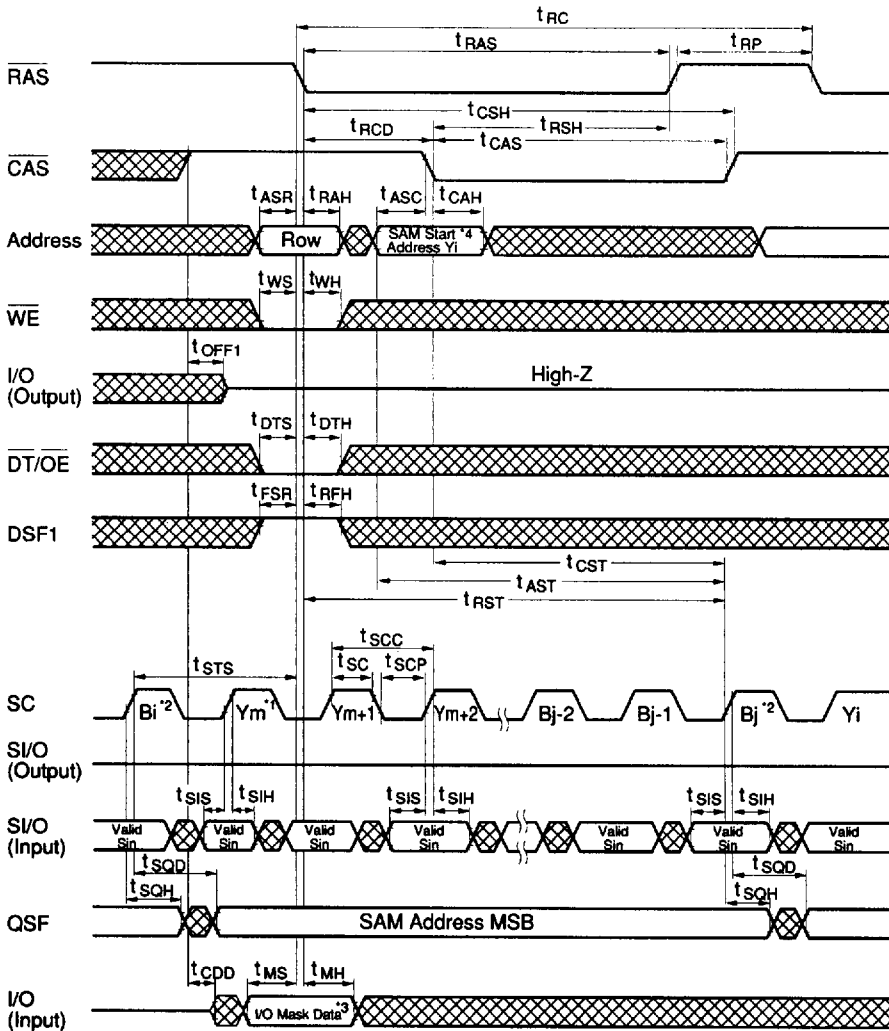 tRC
tRAS tRP
RAS
tCSH
tRCD tRSH
tCAS
CAS
tASR tRAH tASC tCAH
Address Row SAM Start *4
Address Yi
tWS tWH
WE
tOFF1
I/O
(Output) High-Z
tDTS tDTH
DT/OE
tFSR tRFH
DSF1
tCST
tAST
tRST
tSCC
tSTS tSC tSCP
SC Bi*2 Ym*1 Ym+1 Ym+2 Bj-2 Bj-1 Bj*2 Yi
SI/O
(Output)
tSIS tSIH tSIS tSIH tSIS tSIH
SI/O
(Input)
Valid Sin Valid Sin Valid Sin Valid Sin Valid Sin Valid Sin Valid Sin
tSQD tSQD
tSQH tSQH
QSF SAM Address MSB
tCDD tMS tMH
I/O
(Input) I/O Mask Data*3